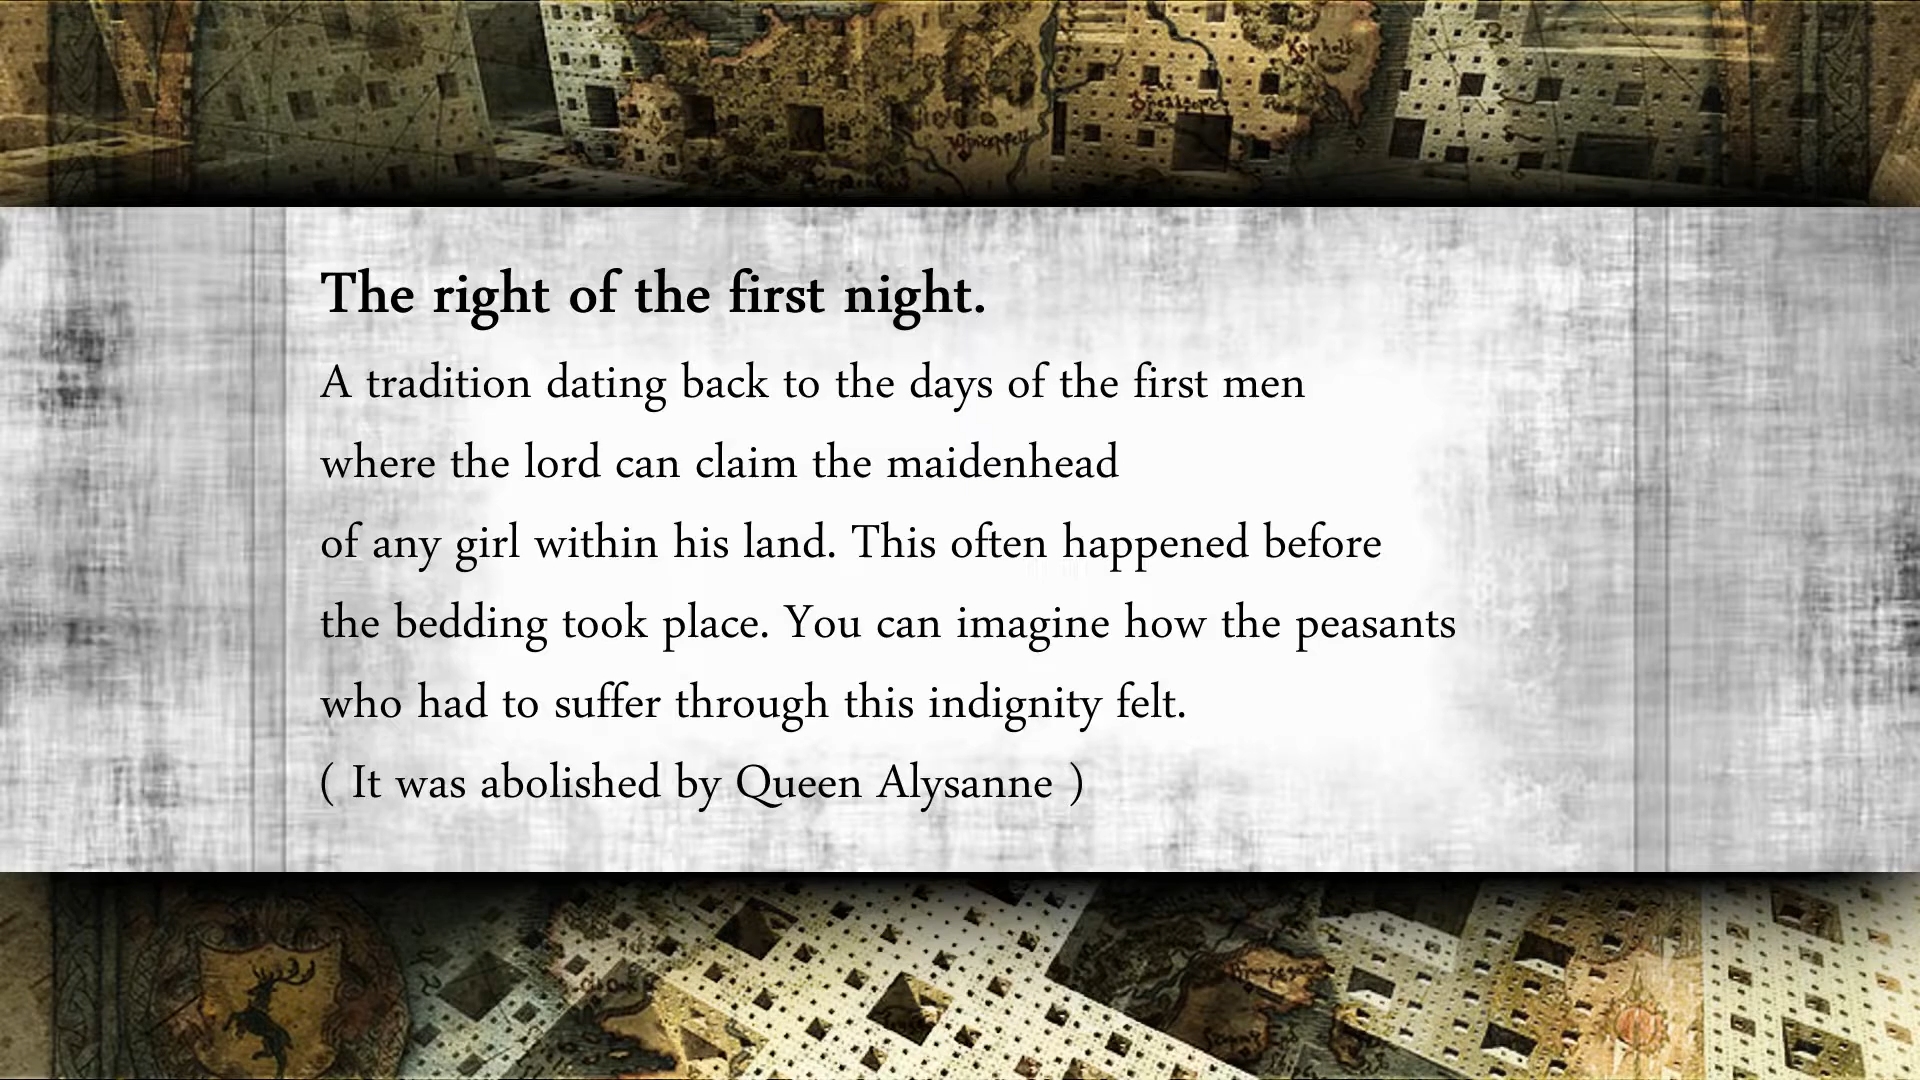 Karhold
Winterfell
The right of the first night.
A tradition dating back to the days of the first men
where the lord can claim the maidenhead
of any girl within his land. This often happened before
the bedding took place. You can imagine how the peasants
who had to suffer through this indignity felt.
( It was abolished by Queen Alysanne )